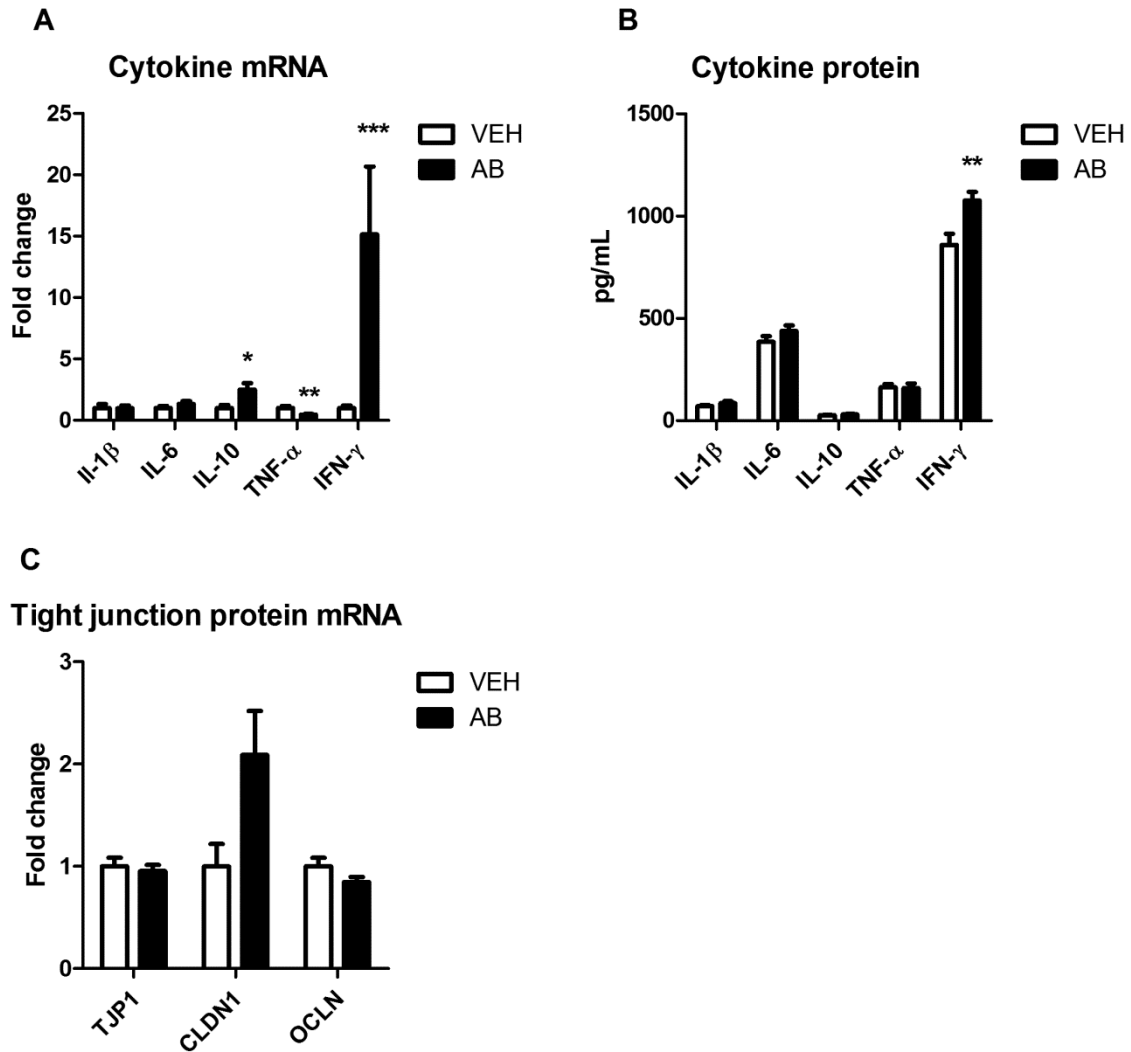 A
Cytokine mRNA
Fold change
25
20
15
10
5
0
*
**
***
VEH
AB
Il-1β
IL-6
IL-10
TNF-α
IFN-γ
B
Cytokine protein
pg/mL
1500
1000
500
0
**
VEH
AB
IL-1β
IL-6
IL-10
TNF-α
IFN-γ
C
Tight junction protein mRNA
Fold change
3
2
1
0
VEH
AB
TJP1
CLDN1
OCLN